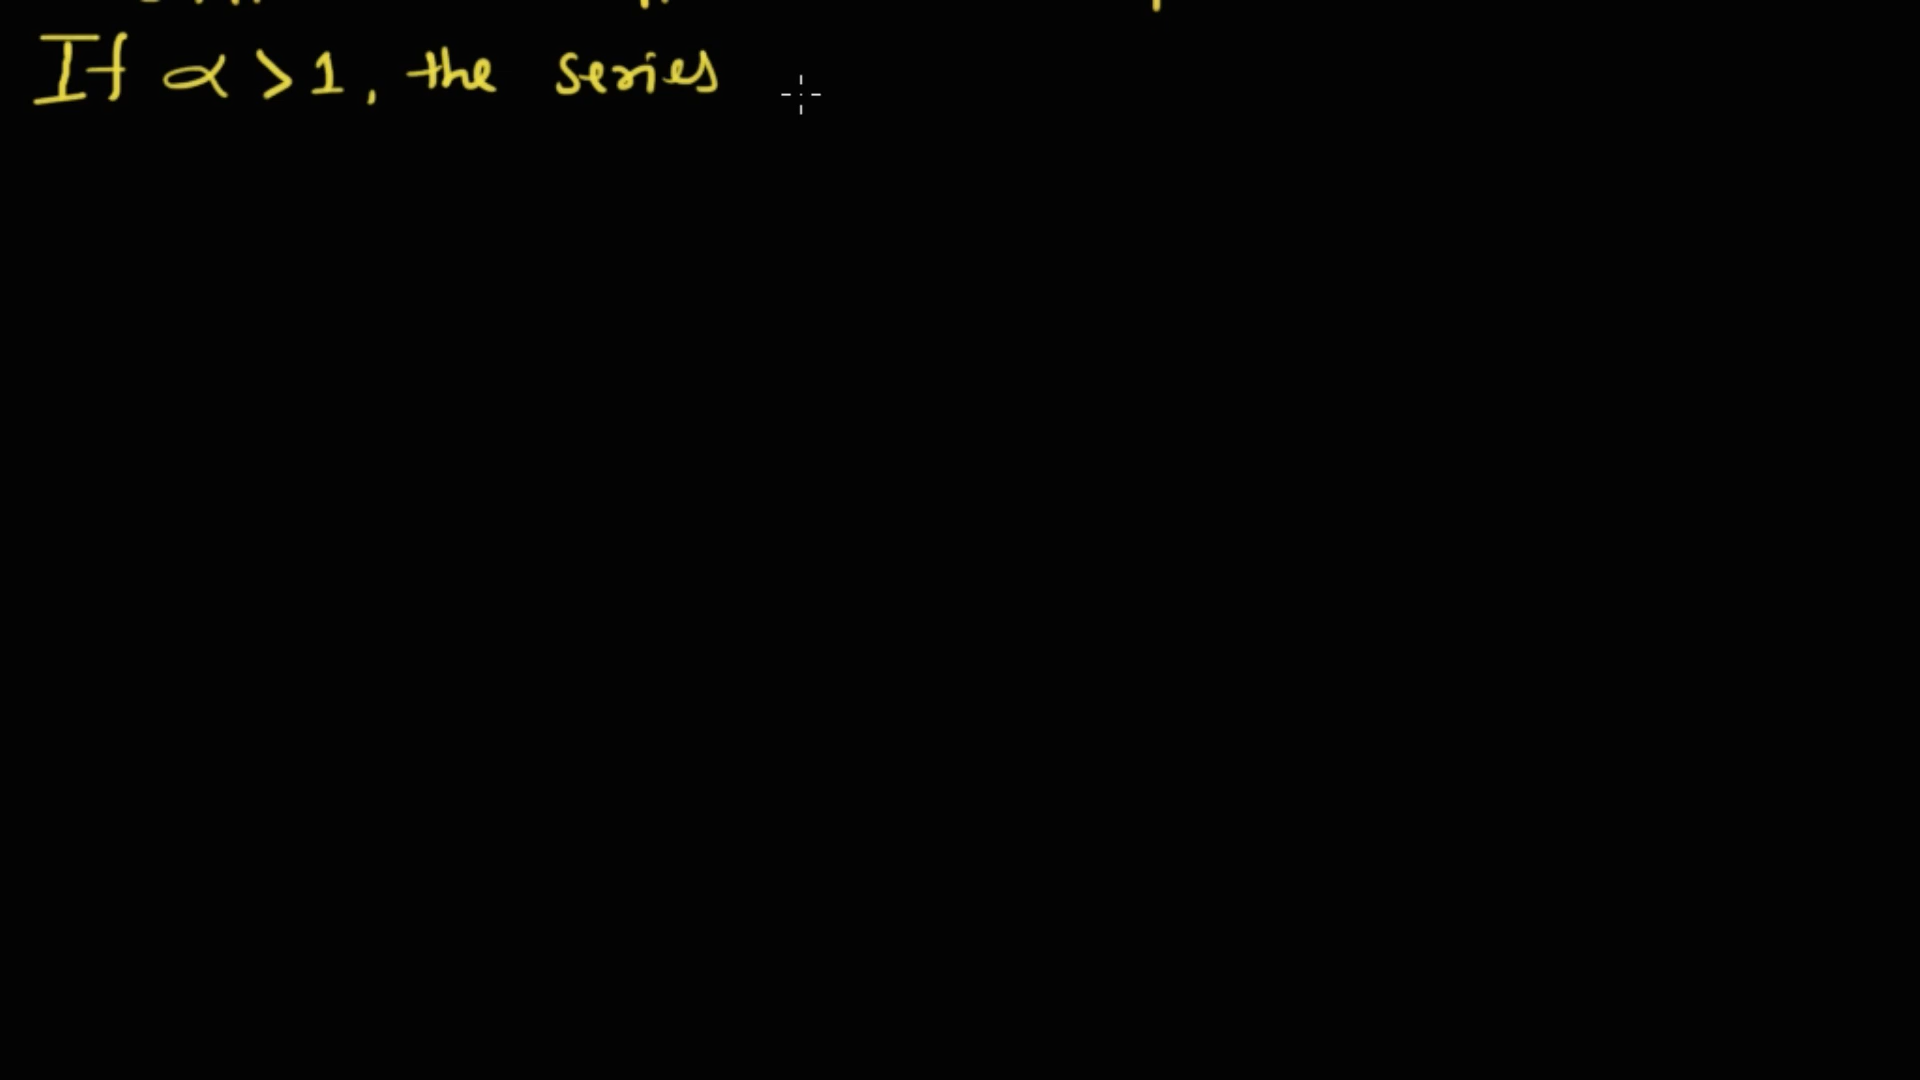 If α > 1, the series